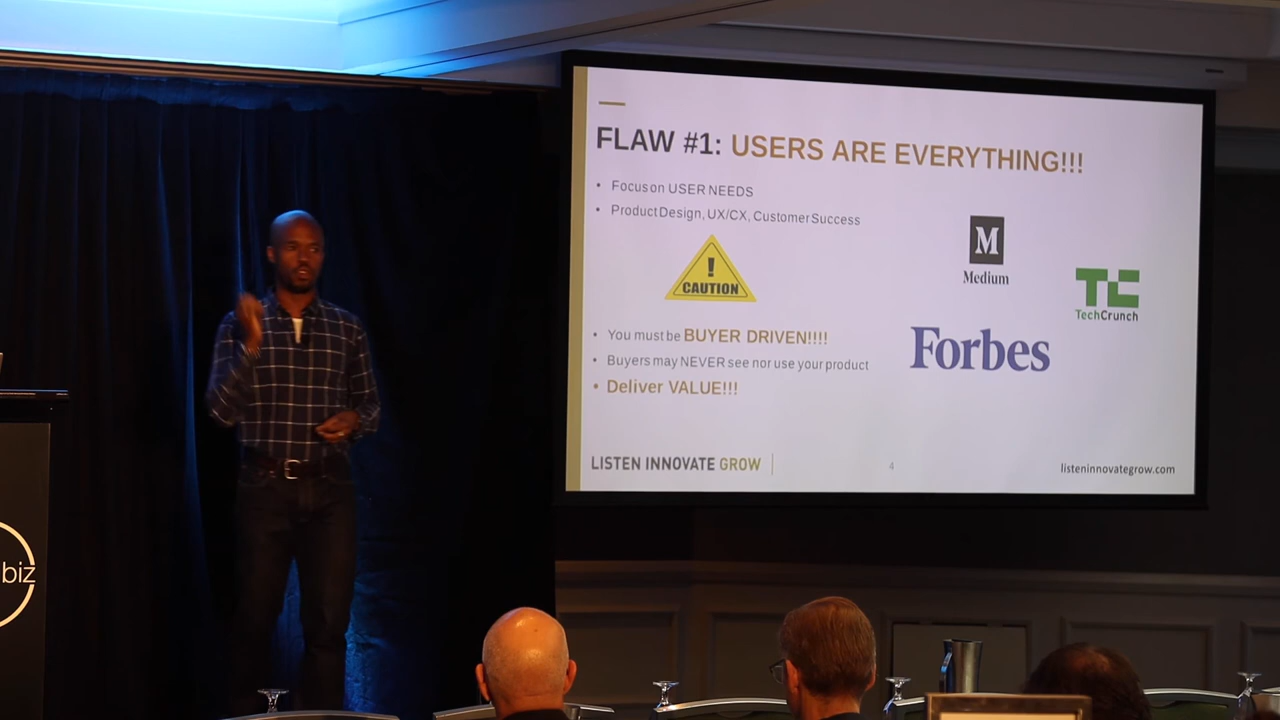 FLAW #1: USERS ARE EVERYTHING!!!
• Focus on USER NEEDS
• Product Design, UX/CX, Customer Success
!
CAUTION
M
Medium
TC
TechCrunch
Forbes
• You must be BUYER DRIVEN!!!!
• Buyers may NEVER see nor use your product
• Deliver VALUE!!!
LISTEN INNOVATE GROW
4
listeninnovategrow.com
biz